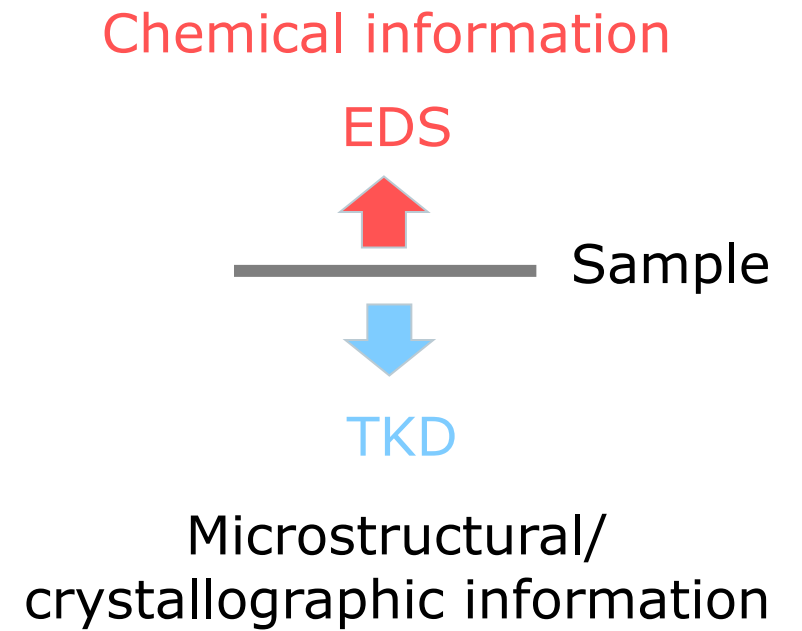 Chemical information
EDS
Sample
TKD
Microstructural/
crystallographic information